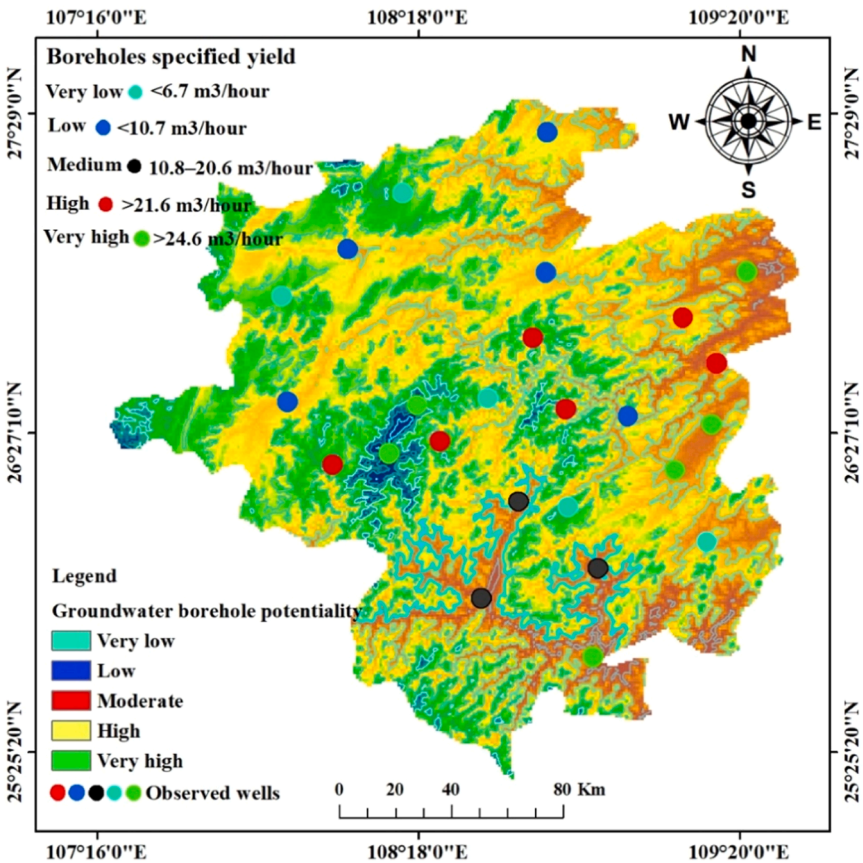 107°16'0"E 108°18'0"E 109°20'0"E
Boreholes specified yield
Very low <6.7 m3/hour
Low <10.7 m3/hour
Medium 10.8–20.6 m3/hour
High >21.6 m3/hour
Very high >24.6 m3/hour
N
W E
S
27°29'0"N 27°29'0"N
26°27'10"N 26°27'10"N
25°25'20"N 25°25'20"N
Legend
Groundwater borehole potentiality
Very low
Low
Moderate
High
Very high
Observed wells
0 20 40 80 Km
107°16'0"E 108°18'0"E 109°20'0"E